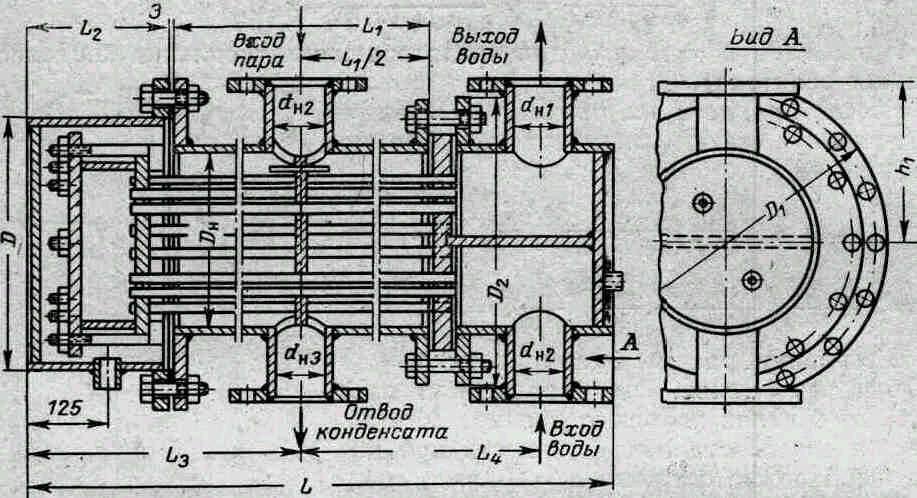 L₂
3
L₁
Вход
пара
L₁/2
Выход
воды
Вид А
dн2
dн1
h₁
D
Dн
D₂
D₁
dн3
dн2
А
125
Отвод
конденсата
Вход
воды
L₃
L₄
L